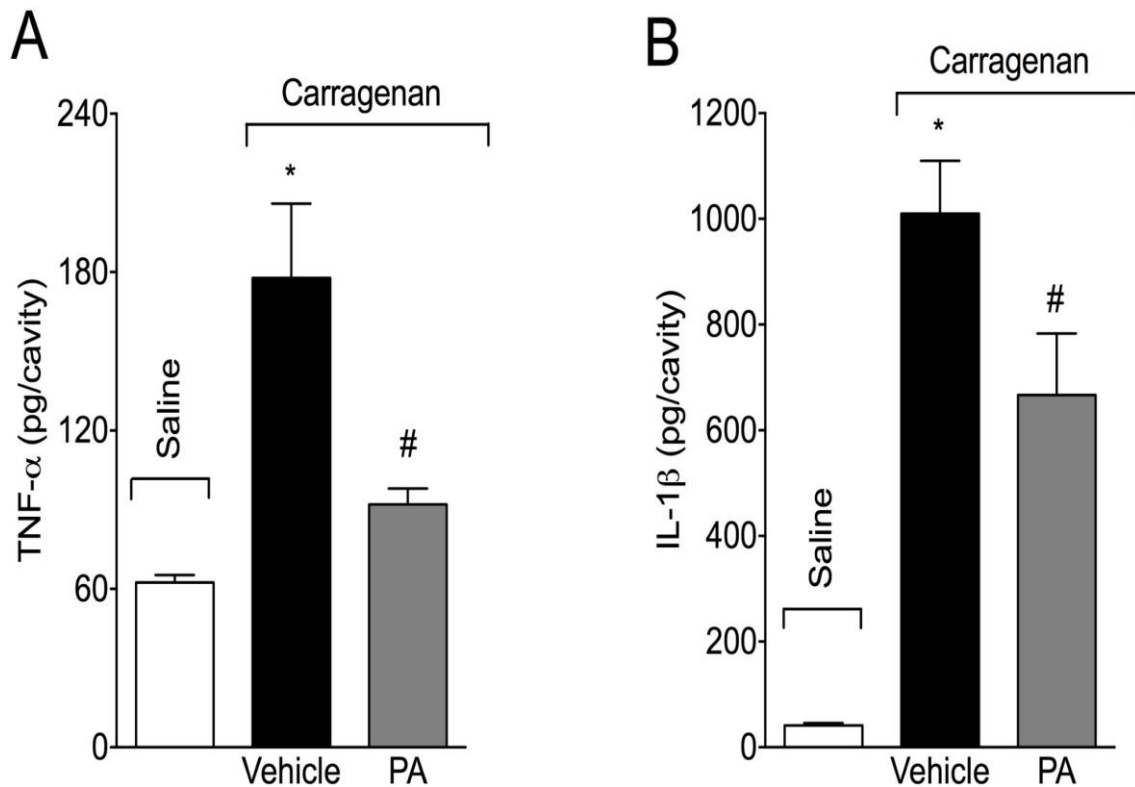 A
Carragenan
240
180
120
60
0
TNF-α (pg/cavity)
Saline
*
#
Vehicle
PA
B
Carragenan
1200
1000
800
600
400
200
0
IL-1β (pg/cavity)
Saline
*
#
Vehicle
PA